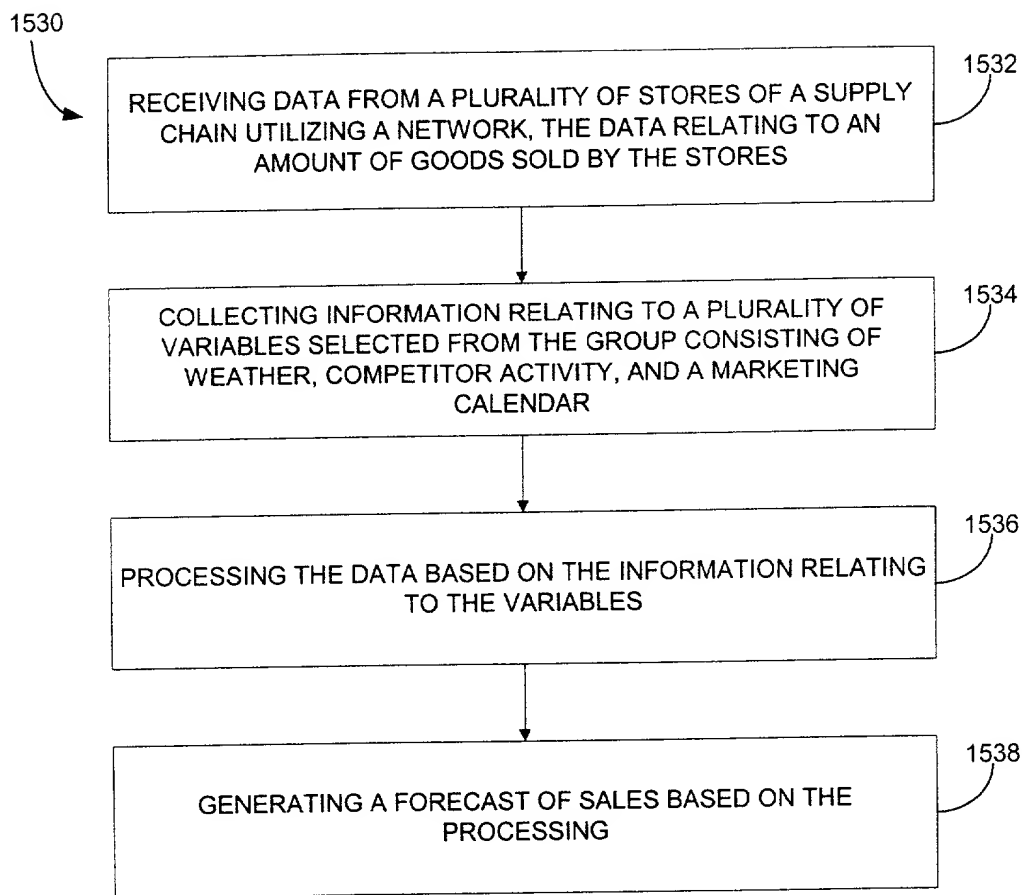 1530
1532
RECEIVING DATA FROM A PLURALITY OF STORES OF A SUPPLY
CHAIN UTILIZING A NETWORK, THE DATA RELATING TO AN
AMOUNT OF GOODS SOLD BY THE STORES
1534
COLLECTING INFORMATION RELATING TO A PLURALITY OF
VARIABLES SELECTED FROM THE GROUP CONSISTING OF
WEATHER, COMPETITOR ACTIVITY, AND A MARKETING
CALENDAR
1536
PROCESSING THE DATA BASED ON THE INFORMATION RELATING
TO THE VARIABLES
1538
GENERATING A FORECAST OF SALES BASED ON THE
PROCESSING